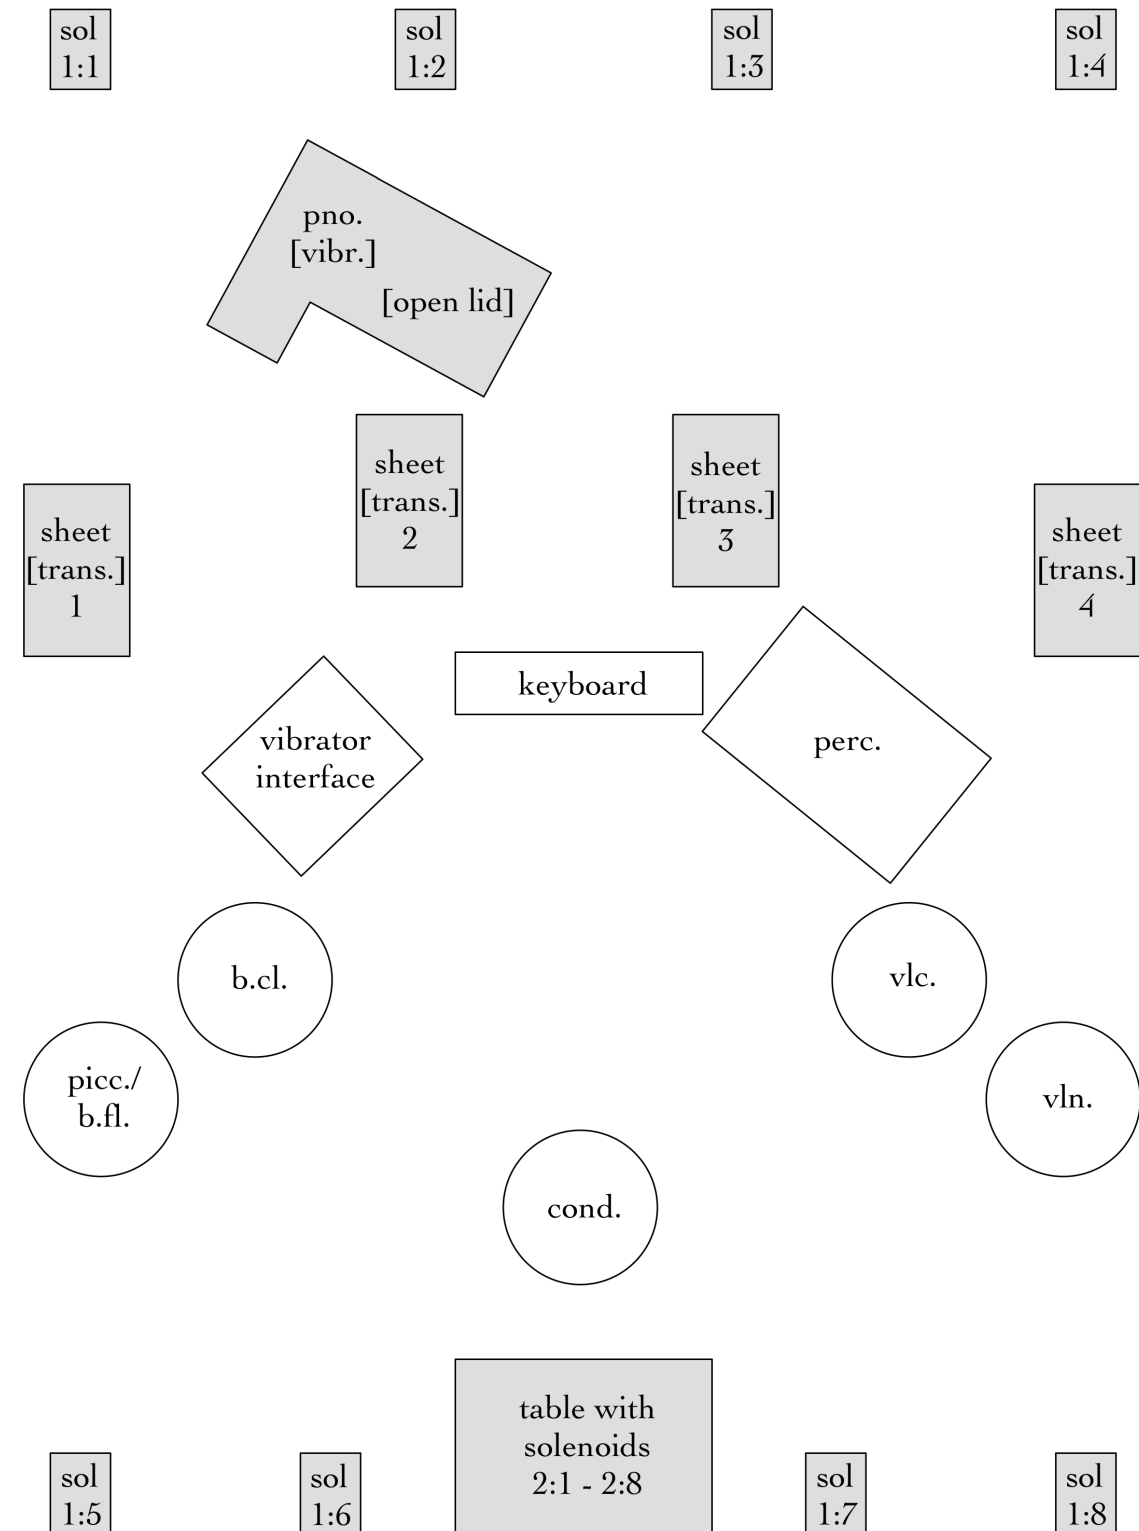 sol
1:1
sol
1:2
sol
1:3
sol
1:4
pno.
[vibr.]
[open lid]
sheet
[trans.]
1
sheet
[trans.]
2
sheet
[trans.]
3
sheet
[trans.]
4
keyboard
vibrator
interface
perc.
b.cl.
vlc.
picc./
b.fl.
vln.
cond.
table with
solenoids
2:1 - 2:8
sol
1:5
sol
1:6
sol
1:7
sol
1:8